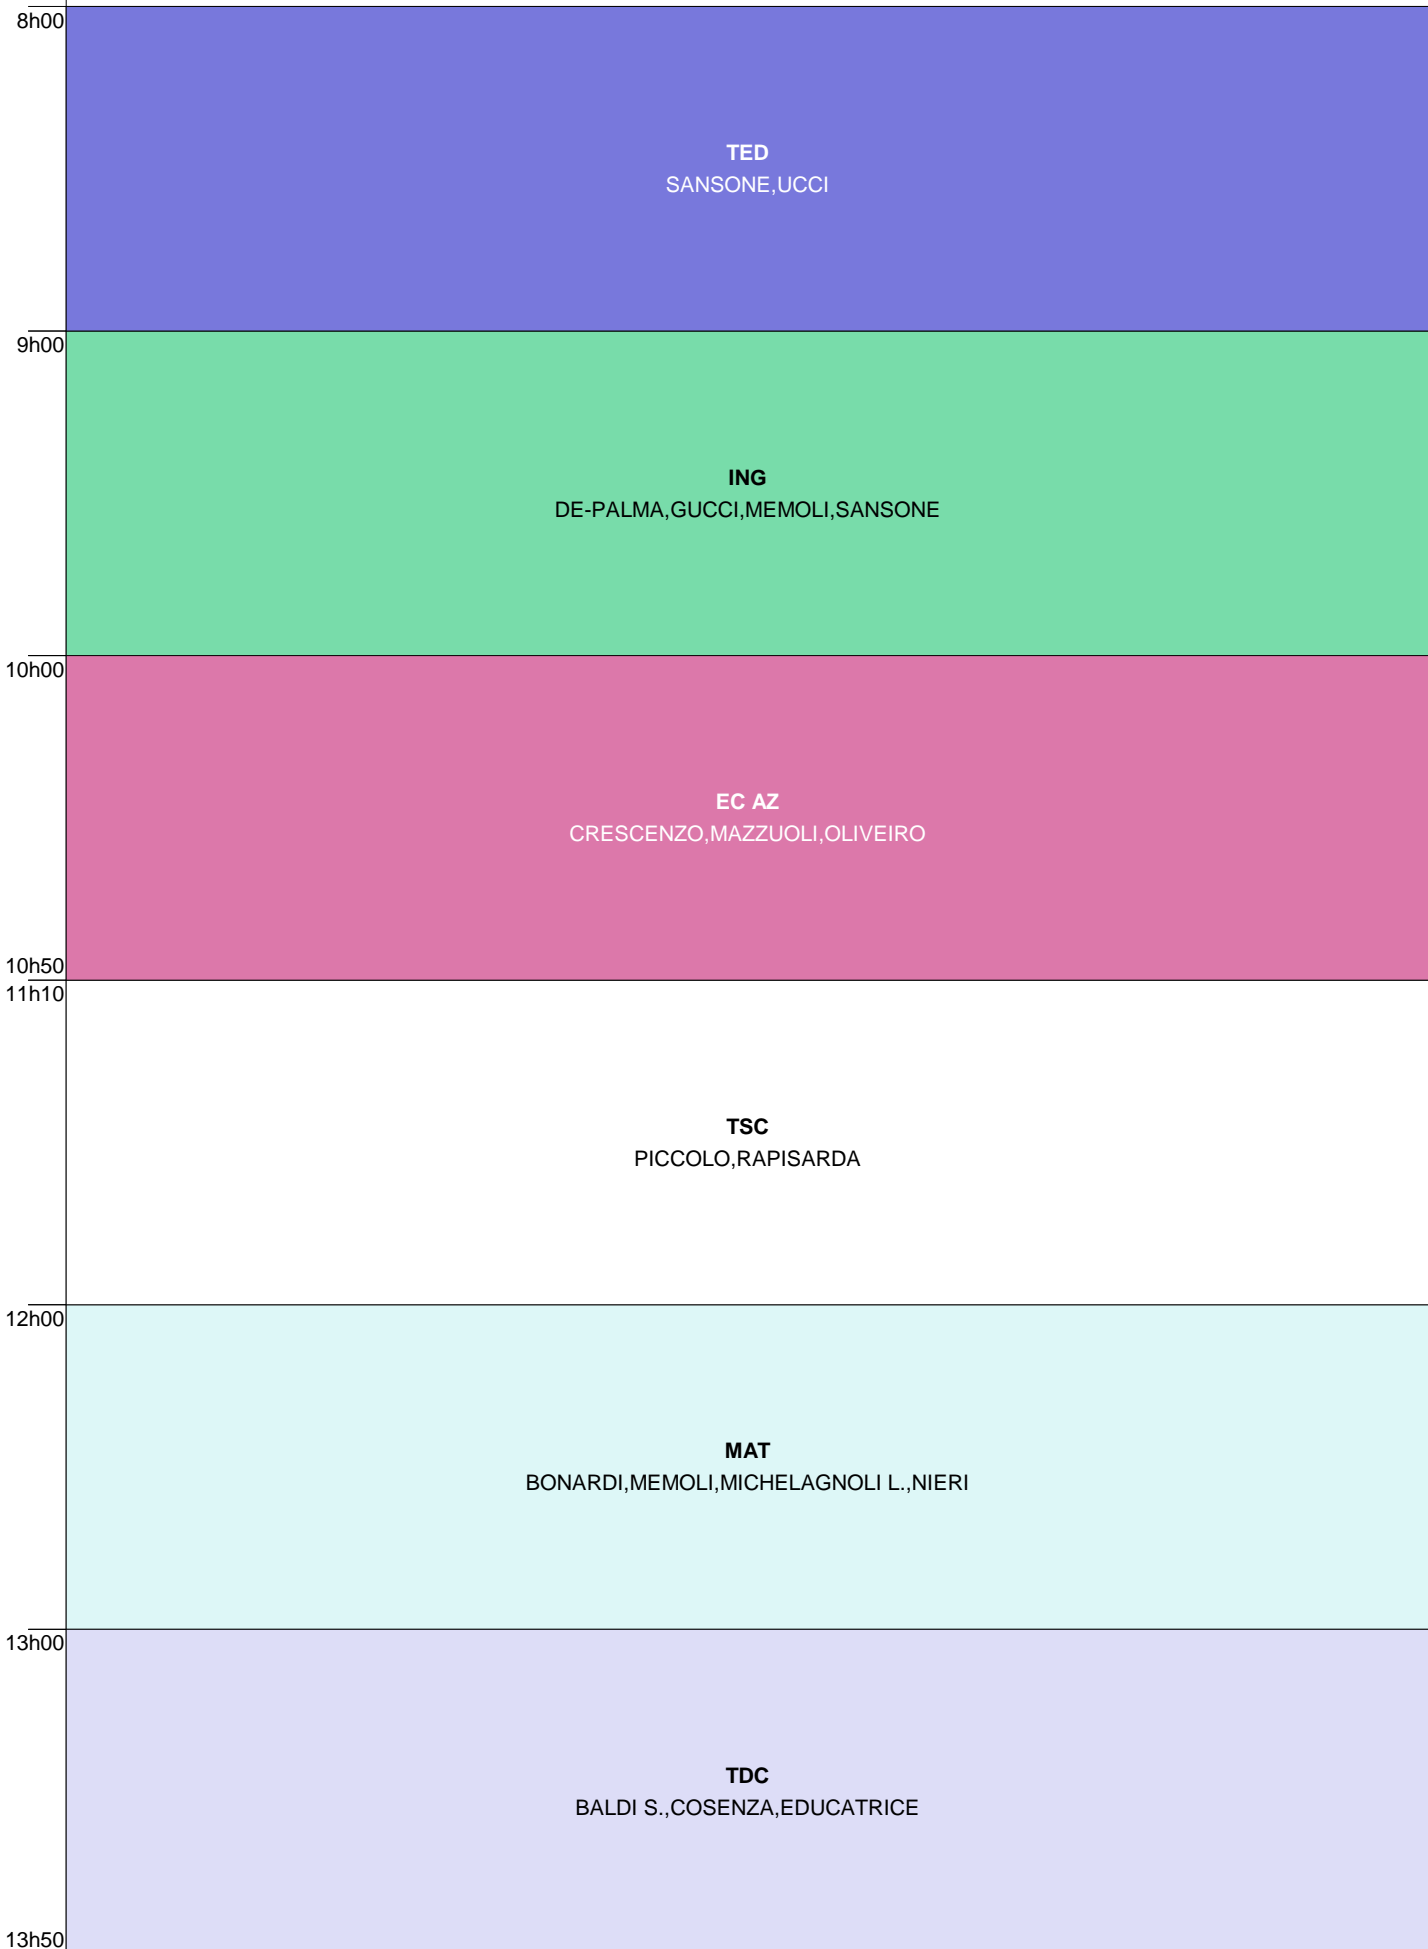 8h00
TED
SANSONE,UCCI
9h00
ING
DE-PALMA,GUCCI,MEMOLI,SANSONE
10h00
EC AZ
CRESCENZO,MAZZUOLI,OLIVEIRO
10h50
11h10
TSC
PICCOLO,RAPISARDA
12h00
MAT
BONARDI,MEMOLI,MICHELAGNOLI L.,NIERI
13h00
TDC
BALDI S.,COSENZA,EDUCATRICE
13h50